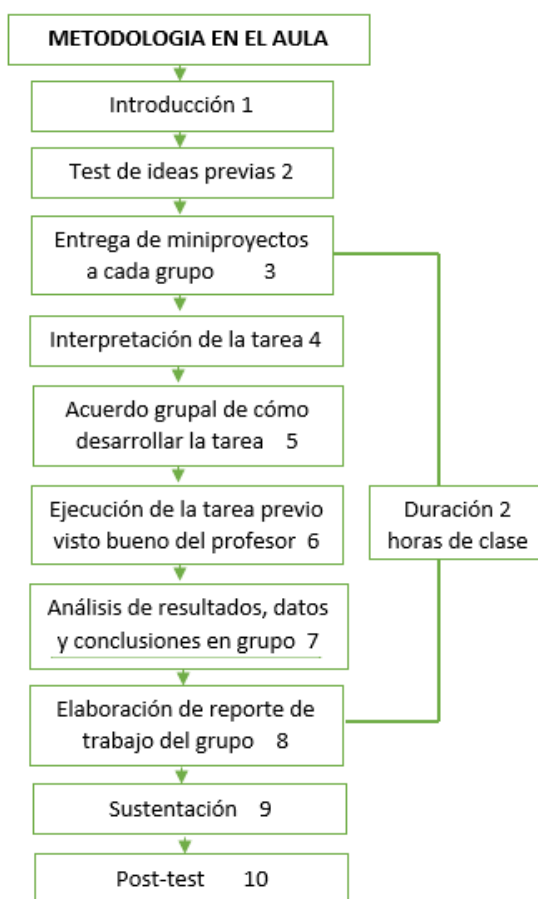 METODOLOGIA EN EL AULA
Introducción 1
Test de ideas previas 2
Entrega de miniproyectos
a cada grupo 3
Interpretación de la tarea 4
Acuerdo grupal de cómo
desarrollar la tarea 5
Ejecución de la tarea previo
visto bueno del profesor 6
Duración 2
horas de clase
Análisis de resultados, datos
y conclusiones en grupo 7
Elaboración de reporte de
trabajo del grupo 8
Sustentación 9
Post-test 10